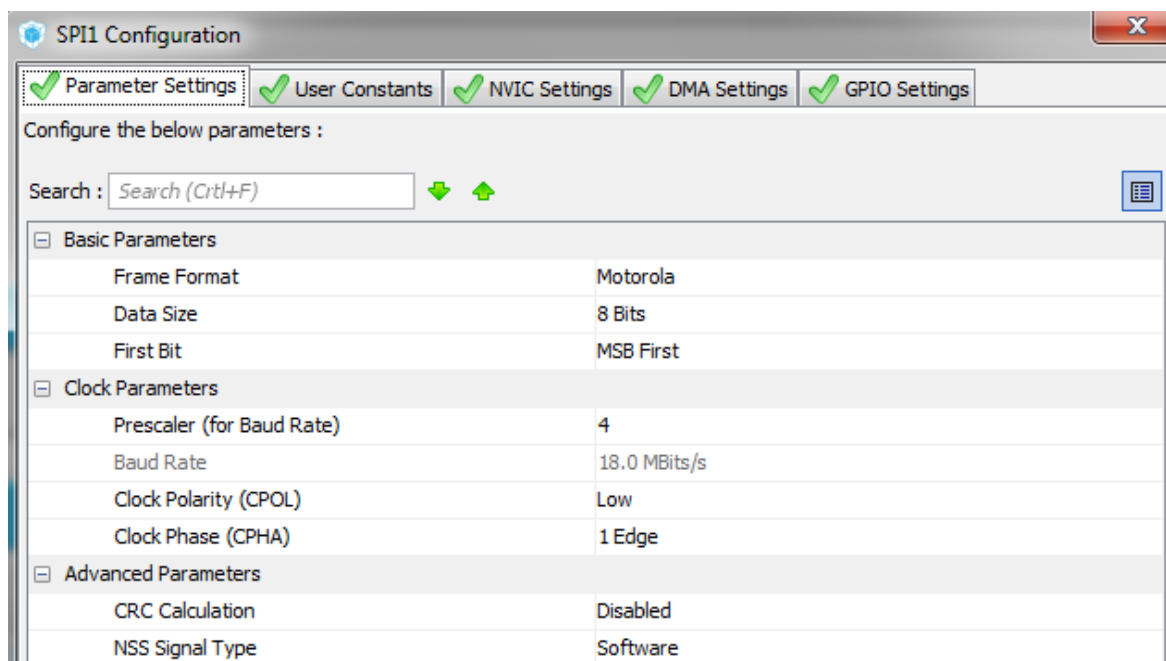 SPI1 Configuration
Parameter Settings User Constants NVIC Settings DMA Settings GPIO Settings
Configure the below parameters :
Search : Search (Crtl+F)
Basic Parameters
Frame Format Motorola
Data Size 8 Bits
First Bit MSB First
Clock Parameters
Prescaler (for Baud Rate) 4
Baud Rate 18.0 MBits/s
Clock Polarity (CPOL) Low
Clock Phase (CPHA) 1 Edge
Advanced Parameters
CRC Calculation Disabled
NSS Signal Type Software